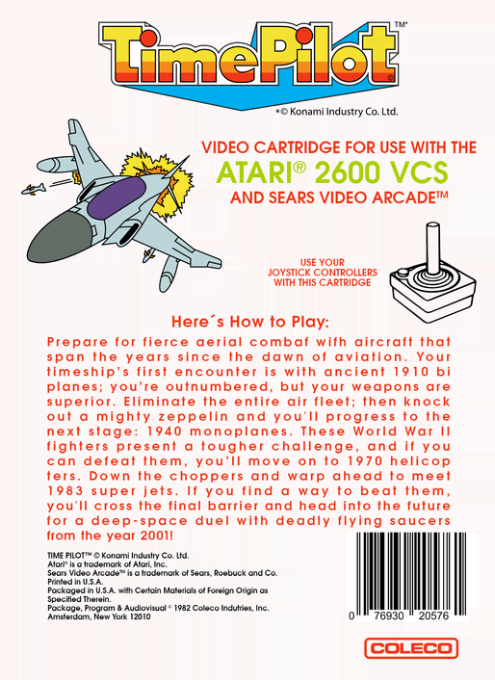 TimePilot™*
*© Konami Industry Co. Ltd.
VIDEO CARTRIDGE FOR USE WITH THE
ATARI® 2600 VCS
AND SEARS VIDEO ARCADE™
USE YOUR
JOYSTICK CONTROLLERS
WITH THIS CARTRIDGE
Here´s How to Play:
Prepare for fierce aerial combaf wifh aircraft that
span the years since the dawn of aviation. Your
timeship's first encounter is with ancient 1910 bi
planes; you're outnumbered, but your weapons are
superior. Eliminate the entire air fleet; then knock
out a mighty zeppelin and you'll progress to the
next stage: 1940 monoplanes. These World War II
fighters present a tougher challenge, and if you
can defeat them, you'll move on to 1970 helicop
ters. Down the choppers and warp ahead to meet
1983 super jets. If you find a way to beat them,
you'll cross the final barrier and head into the future
for a deep-space duel with deadly flying saucers
from the year 2001!
TIME PILOT™ © Konami Industry Co. Ltd.
Atari® is a trademark of Atari, Inc.
Sears Video Arcade™ is a trademark of Sears, Roebuck and Co.
Printed in U.S.A.
Packaged in U.S.A. with Certain Materials of Foreign Origin as
Specified Therein.
Package, Program & Audiovisual © 1982 Coleco Indutries, Inc.
Amsterdam, New York 12010
0 76930 20576
COLECO